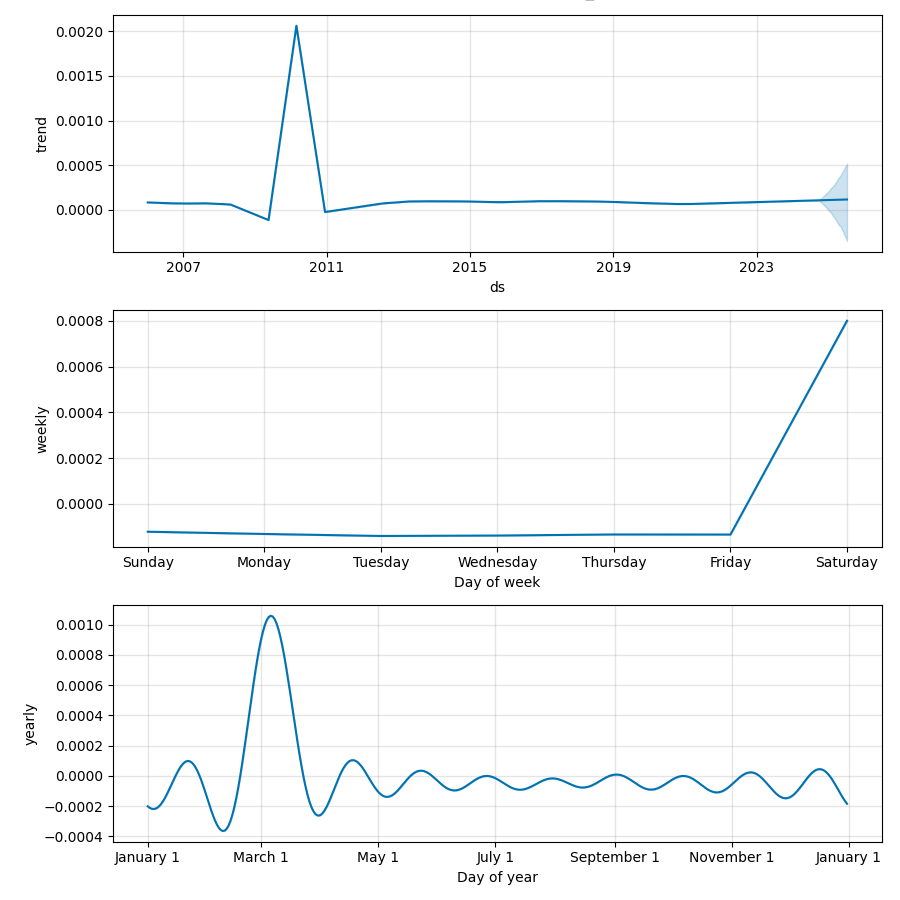 0.0020
0.0015
0.0010
0.0005
0.0000
trend
2007 2011 2015 2019 2023
ds
0.0008
0.0006
0.0004
0.0002
0.0000
weekly
Sunday Monday Tuesday Wednesday Thursday Friday Saturday
Day of week
0.0010
0.0008
0.0006
0.0004
0.0002
0.0000
−0.0002
−0.0004
yearly
January 1 March 1 May 1 July 1 September 1 November 1 January 1
Day of year